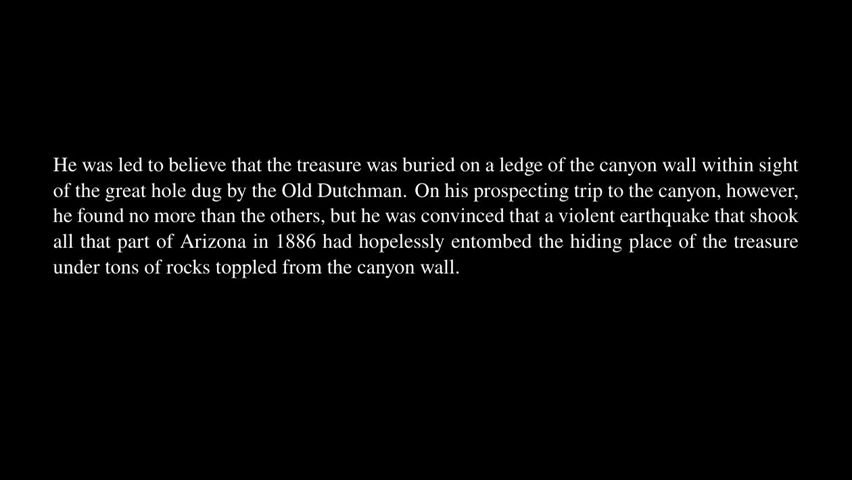 He was led to believe that the treasure was buried on a ledge of the canyon wall within sight
of the great hole dug by the Old Dutchman. On his prospecting trip to the canyon, however,
he found no more than the others, but he was convinced that a violent earthquake that shook
all that part of Arizona in 1886 had hopelessly entombed the hiding place of the treasure
under tons of rocks toppled from the canyon wall.